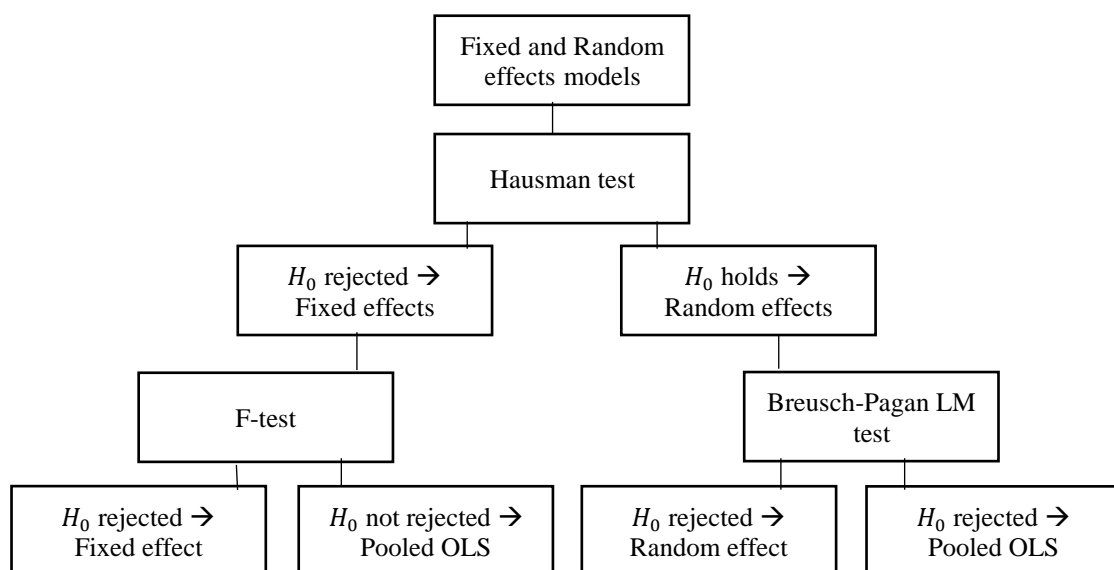 Fixed and Random
effects models
Hausman test
𝐻₀ rejected →
Fixed effects
𝐻₀ holds →
Random effects
F-test
Breusch-Pagan LM
test
𝐻₀ rejected →
Fixed effect
𝐻₀ not rejected →
Pooled OLS
𝐻₀ rejected →
Random effect
𝐻₀ rejected →
Pooled OLS